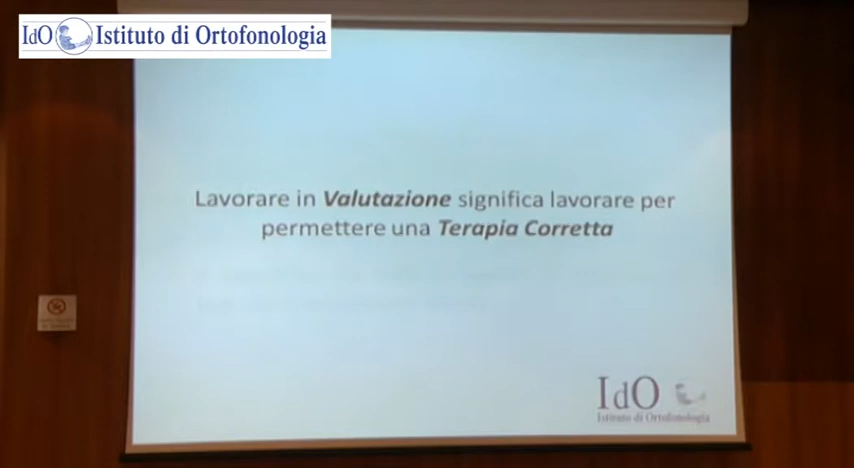 IdO Istituto di Ortofonologia
Lavorare in Valutazione significa lavorare per
permettere una Terapia Corretta
IdO
Istituto di Ortofonologia